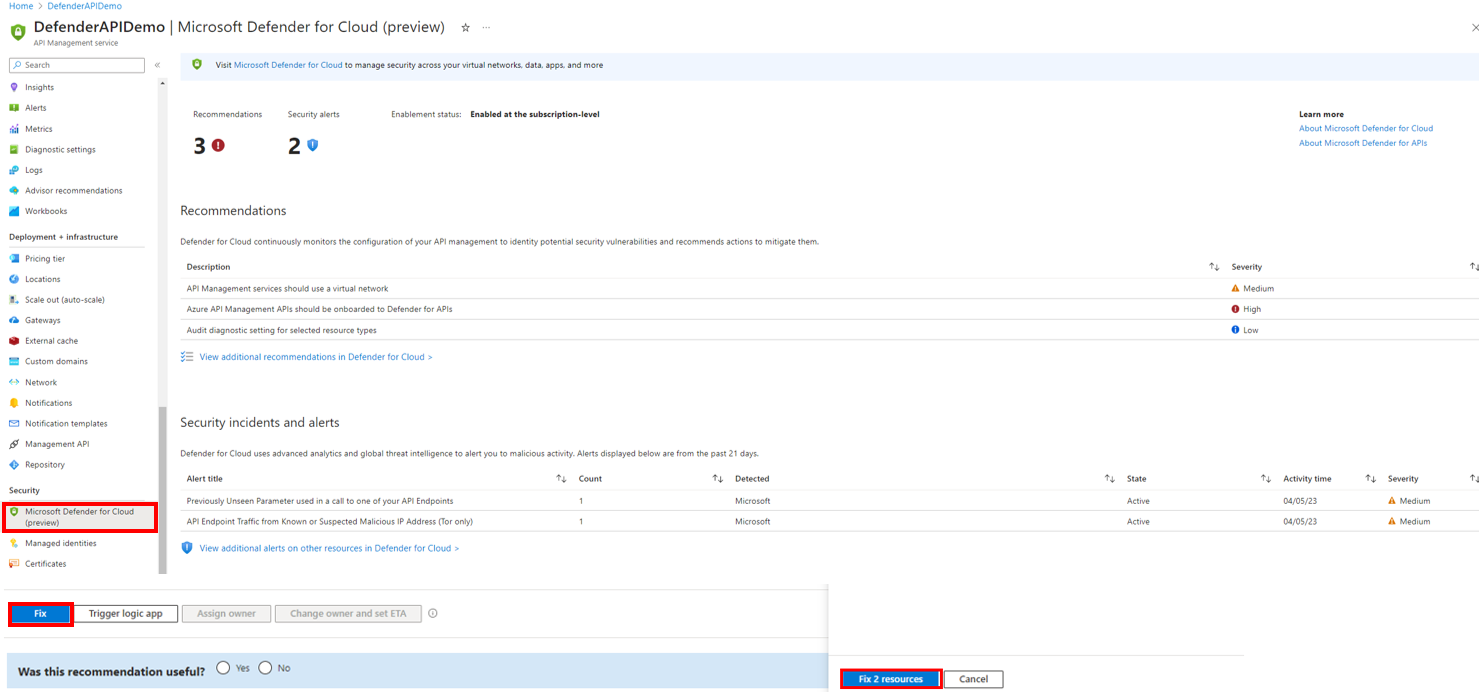 Home > DefenderAPIDemo
DefenderAPIDemo | Microsoft Defender for Cloud (preview) ☆ ...
API Management service
Search «
Insights
Alerts
Metrics
Diagnostic settings
Logs
Advisor recommendations
Workbooks
Deployment + infrastructure
Pricing tier
Locations
Scale out (auto-scale)
Gateways
External cache
Custom domains
Network
Notifications
Notification templates
Management API
Repository
Security
Microsoft Defender for Cloud
(preview)
Managed identities
Certificates
Visit Microsoft Defender for Cloud to manage security across your virtual networks, data, apps, and more
Recommendations Security alerts Enablement status: Enabled at the subscription-level
3 2
Learn more
About Microsoft Defender for Cloud
About Microsoft Defender for APIs
Recommendations
Defender for Cloud continuously monitors the configuration of your API management to identify potential security vulnerabilities and recommends actions to mitigate them.
Description Severity
API Management services should use a virtual network Medium
Azure API Management APIs should be onboarded to Defender for APIs High
Audit diagnostic setting for selected resource types Low
View additional recommendations in Defender for Cloud >
Security incidents and alerts
Defender for Cloud uses advanced analytics and global threat intelligence to alert you to malicious activity. Alerts displayed below are from the past 21 days.
Alert title Count Detected State Activity time Severity
Previously Unseen Parameter used in a call to one of your API Endpoints 1 Microsoft Active 04/05/23 Medium
API Endpoint Traffic from Known or Suspected Malicious IP Address (Tor only) 1 Microsoft Active 04/05/23 Medium
View additional alerts on other resources in Defender for Cloud >
Fix Trigger logic app Assign owner Change owner and set ETA
Was this recommendation useful? Yes No
Fix 2 resources Cancel